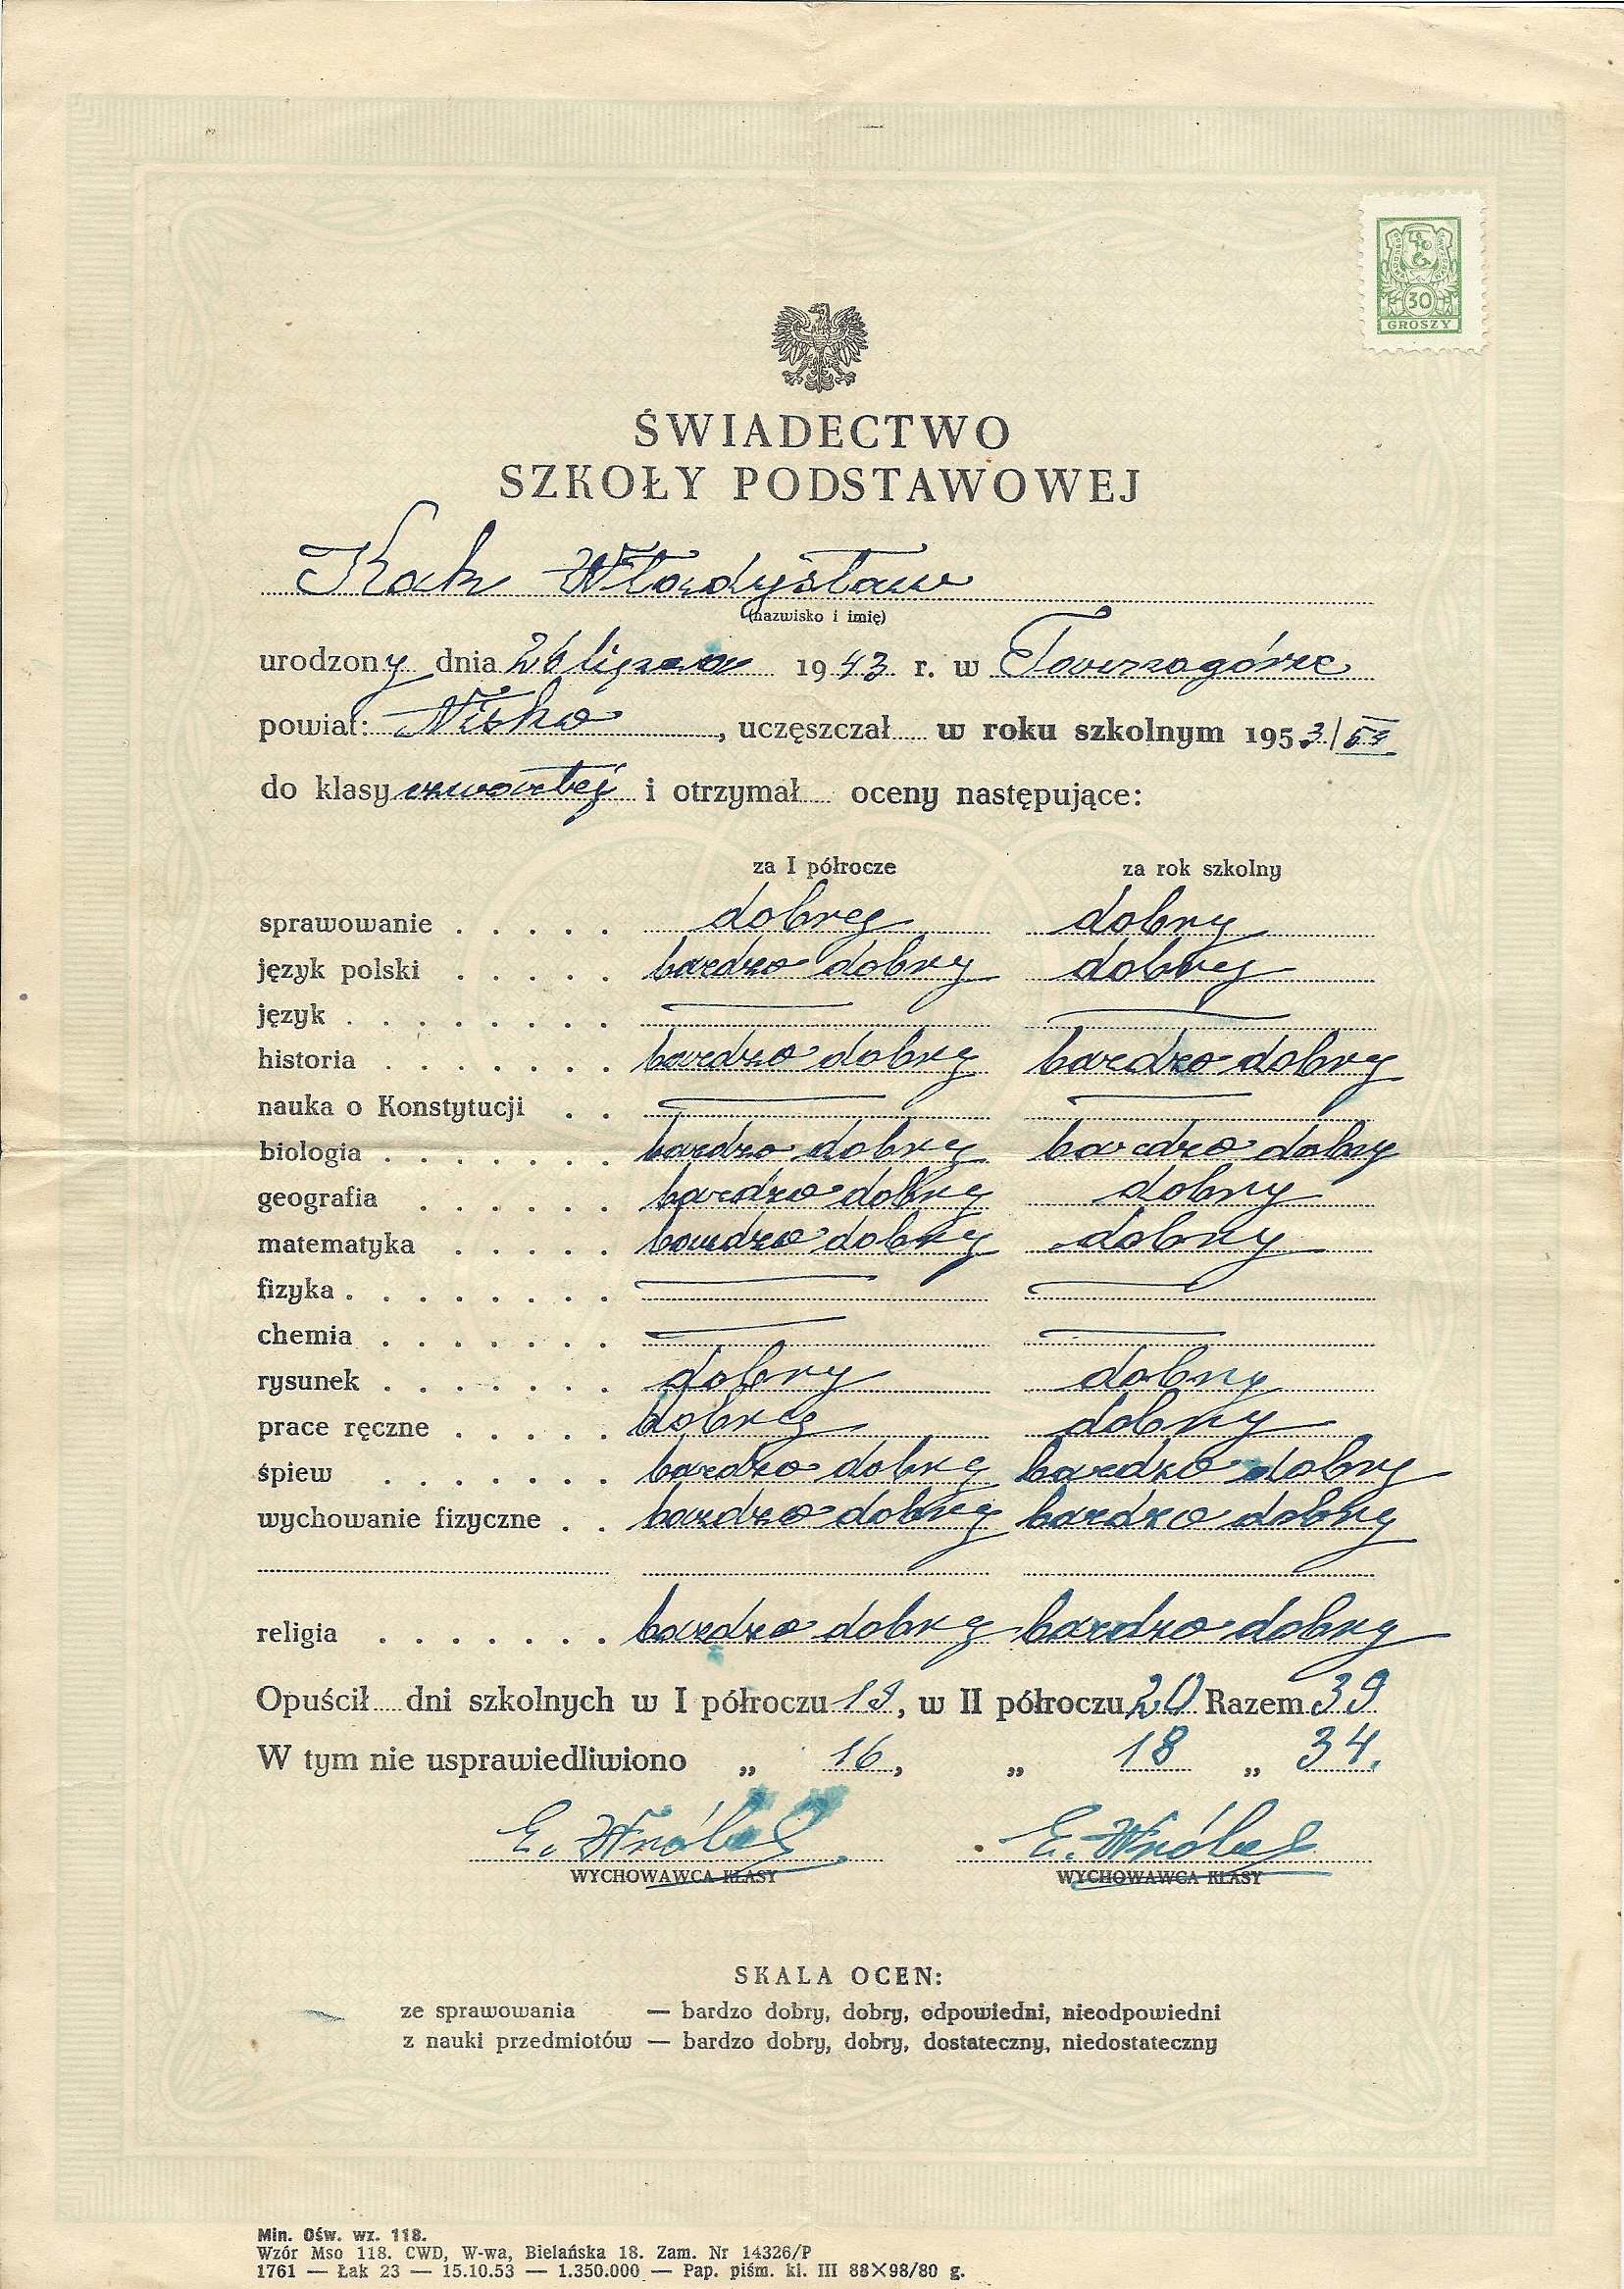 30
GROSZY
ŚWIADECTWO
SZKOŁY PODSTAWOWEJ
Kak Władysław
(nazwisko i imię)
urodzony dnia 26 lipca 1943 r. w Tarnogórze
powiat: Nisko, uczęszczał w roku szkolnym 1953/54
do klasy czwartej i otrzymał oceny następujące:
za I półrocze za rok szkolny
sprawowanie dobry dobry
język polski bardzo dobry dobry
język — —
historia bardzo dobry bardzo dobry
nauka o Konstytucji — —
biologia bardzo dobry bardzo dobry
geografia bardzo dobry dobry
matematyka bardzo dobry dobry
fizyka — —
chemia — —
rysunek dobry dobry
prace ręczne dobry dobry
śpiew bardzo dobry bardzo dobry
wychowanie fizyczne bardzo dobry bardzo dobry
religia bardzo dobry bardzo dobry
Opuścił dni szkolnych w I półroczu 19, w II półroczu 20 Razem 39
W tym nie usprawiedliwiono „ 16, „ 18 „ 34.
E. Wróbel E. Wróbel
WYCHOWAWCA KLASY WYCHOWAWCA KLASY
SKALA OCEN:
ze sprawowania — bardzo dobry, dobry, odpowiedni, nieodpowiedni
z nauki przedmiotów — bardzo dobry, dobry, dostateczny, niedostateczny
Min. Ośw. wz. 118.
Wzór Mso 118. CWD, W-wa, Bielańska 18. Zam. Nr 14326/P
1761 — Łak 23 — 15.10.53 — 1.350.000 — Pap. piśm. kl. III 88X98/80 g.